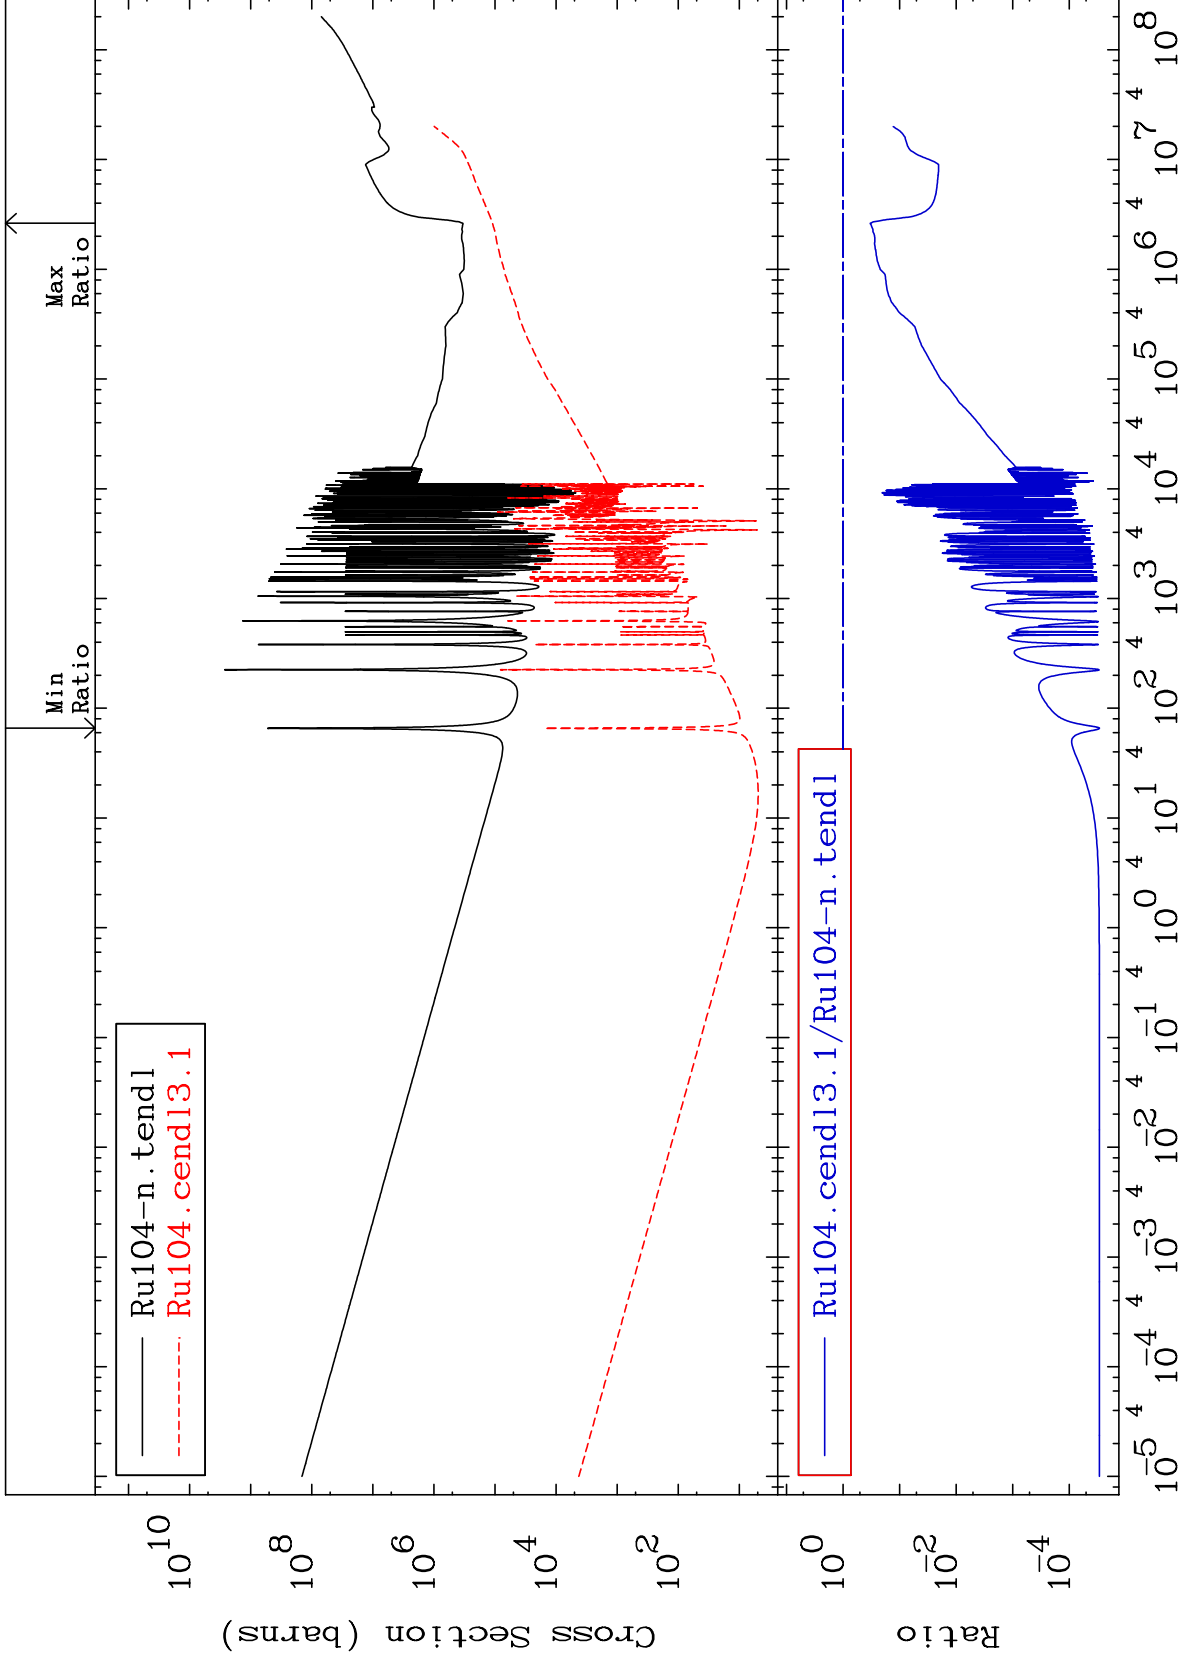 Min
Ratio
Max
Ratio
Ru104-n.tendl
Ru104.cendl3.1
Cross Section (barns)
10^10
10^8
10^6
10^4
10^2
Ru104.cendl3.1/Ru104-n.tendl
Ratio
10^0
10^-2
10^-4
10^-5 4 10^-4 4 10^-3 4 10^-2 4 10^-1 4 10^0 4 10^1 4 10^2 4 10^3 4 10^4 4 10^5 4 10^6 4 10^7 4 10^8